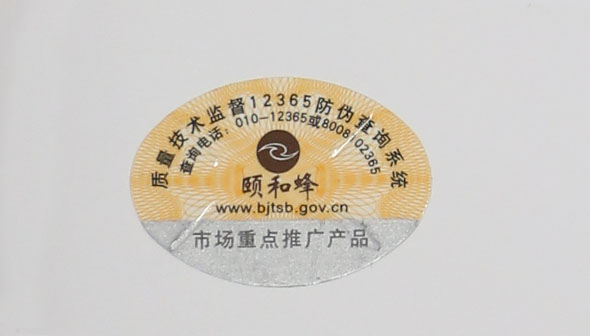 质量技术监督12365防伪查询系统
查询电话：010-12365或8008102365
颐和蜂
www.bjtsb.gov.cn
市场重点推广产品